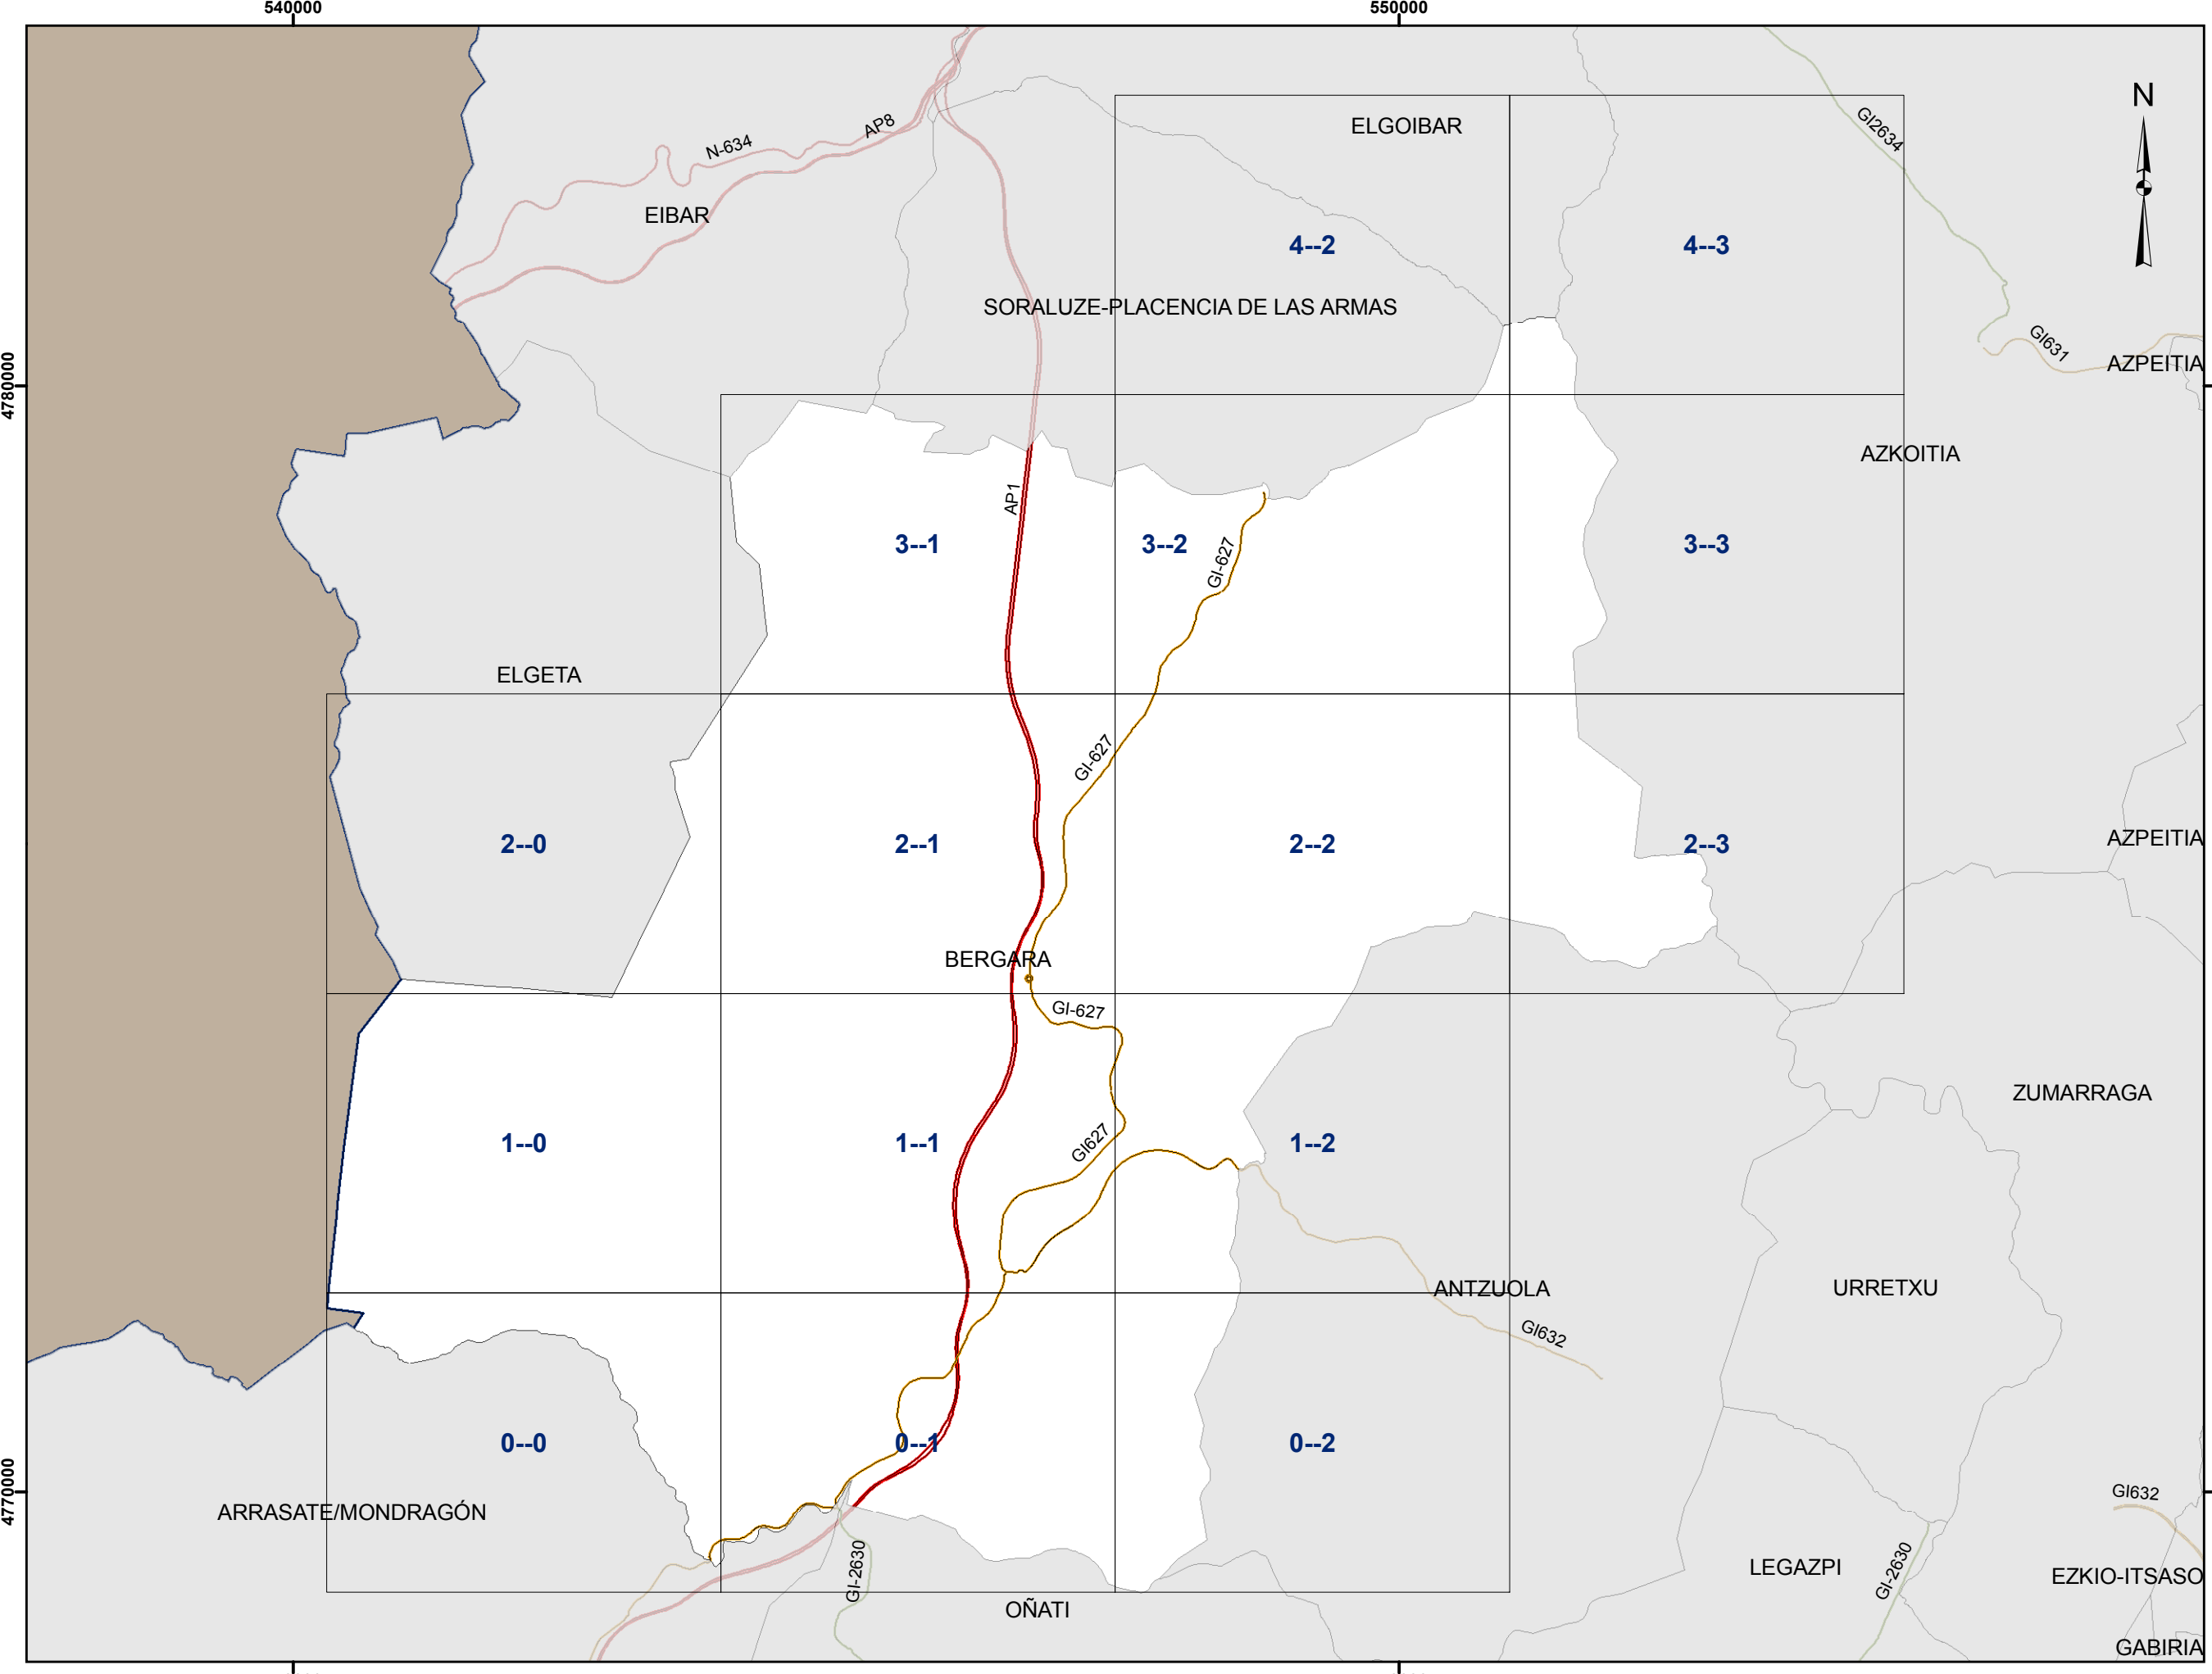 540000
550000
N
ELGOIBAR
GI2634
AP8
N-634
EIBAR
4--2
4--3
SORALUZE-PLACENCIA DE LAS ARMAS
GI631
AZPEITIA
4780000
AZKOITIA
AP1
3--1
3--2
GI-627
3--3
ELGETA
GI-627
2--0
2--1
2--2
2--3
AZPEITIA
BERGARA
GI-627
ZUMARRAGA
1--0
1--1
GI627
1--2
ANTZUOLA
URRETXU
GI632
0--0
0--1
0--2
4770000
GI632
ARRASATE/MONDRAGÓN
GI-2630
LEGAZPI
GI-2630
EZKIO-ITSASO
OÑATI
GABIRIA